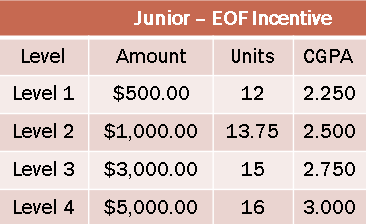 Junior – EOF Incentive
Level Amount Units CGPA
Level 1 $500.00 12 2.250
Level 2 $1,000.00 13.75 2.500
Level 3 $3,000.00 15 2.750
Level 4 $5,000.00 16 3.000